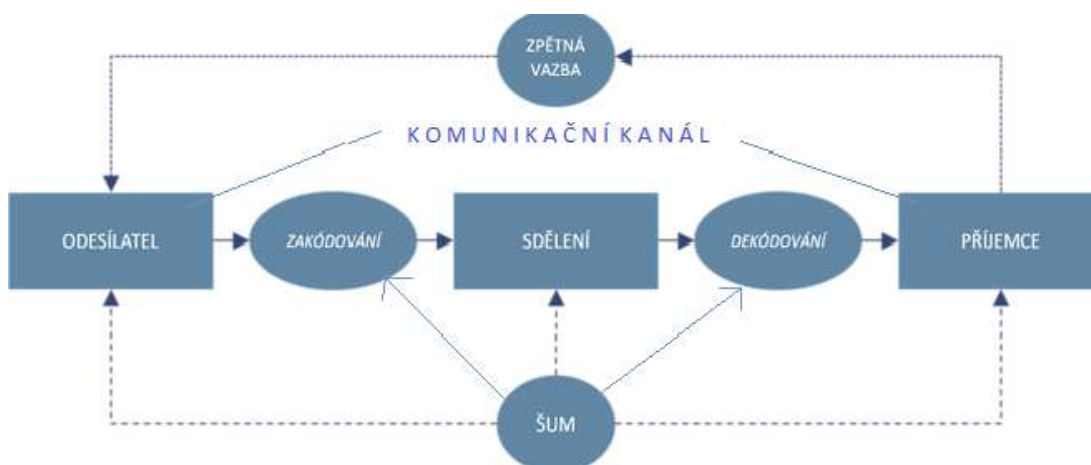 ZPĚTNÁ
VAZBA
KOMUNIKAČNÍ KANÁL
ODESÍLATEL
ZAKÓDOVÁNÍ
SDĚLENÍ
DEKÓDOVÁNÍ
PŘÍJEMCE
ŠUM